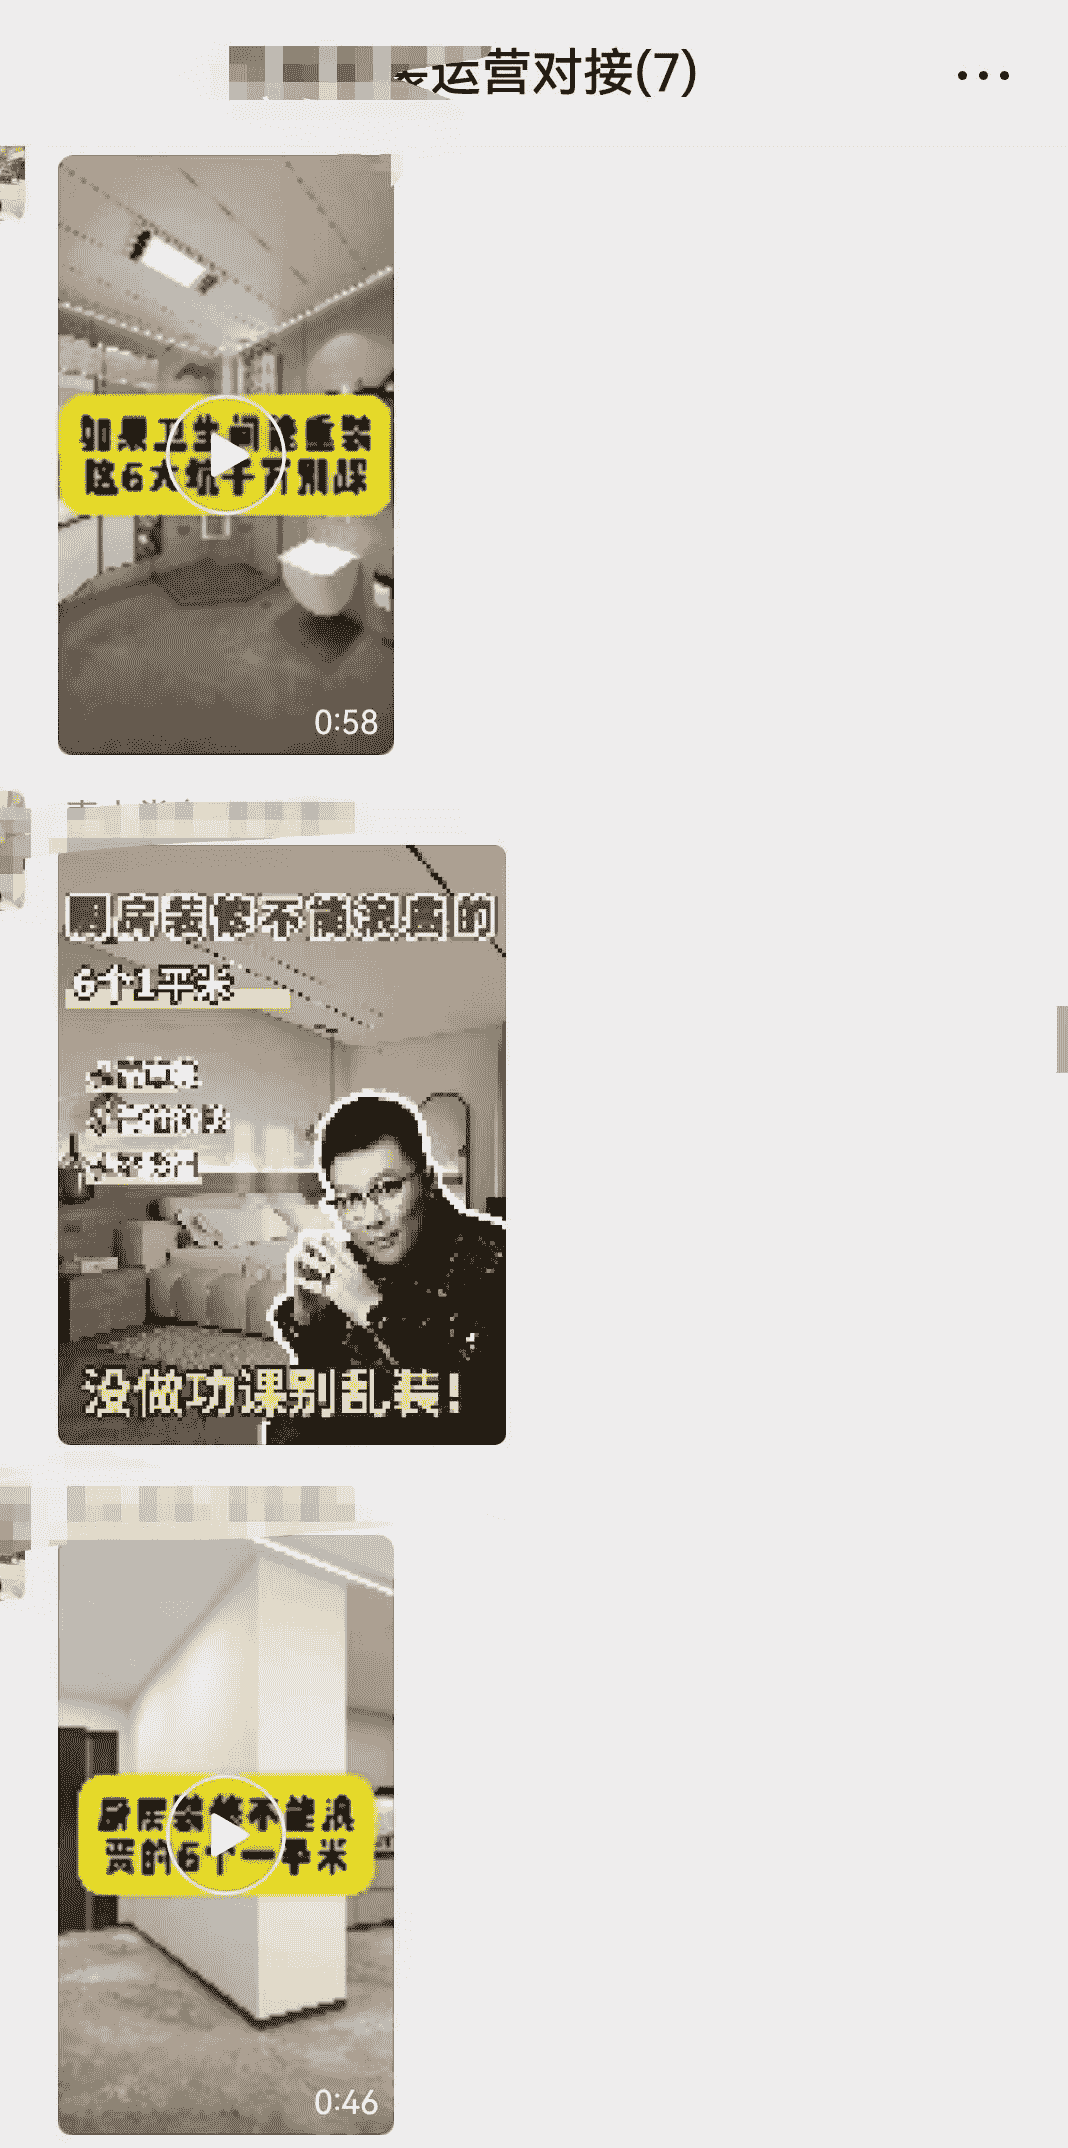 运营对接(7)
如果卫生间能重装
这6大坑千万别踩
0:58
厨房装修不能浪费的
6个1平米
没做功课别乱装!
厨房装修不能浪
费的6个一平米
0:46